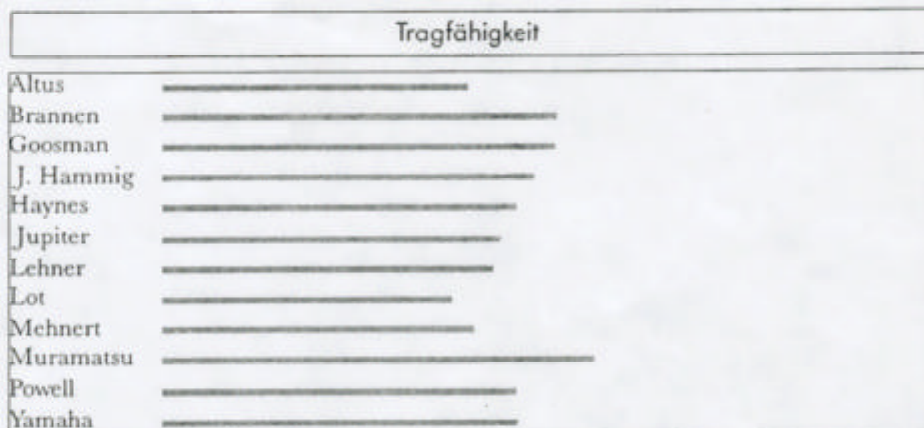 Tragfähigkeit
Altus
Brannen
Goosman
J. Hammig
Haynes
Jupiter
Lehner
Lot
Mehnert
Muramatsu
Powell
Yamaha